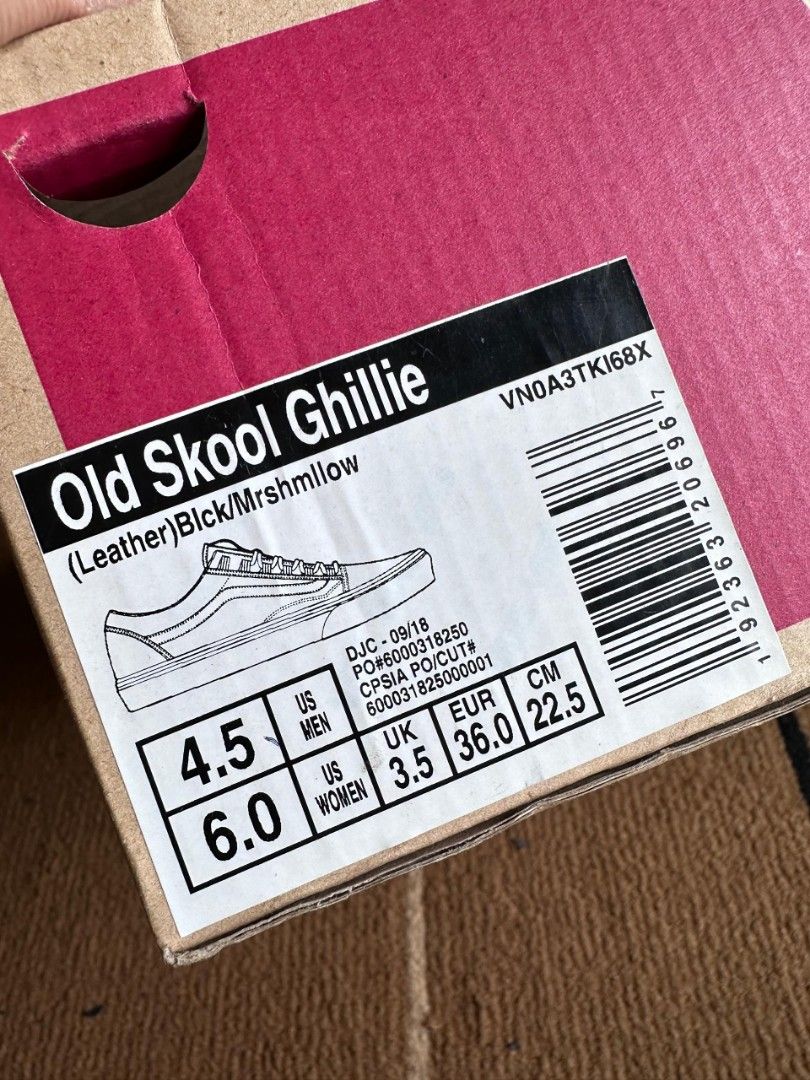 Old Skool Ghillie
(Leather)Blck/Mrshmllow
VN0A3TKI68X
1 92363 20696 7
DJC - 09/18
PO#6000318250
CPSIA PO/CUT#
600031825000001
4.5 US MEN
6.0 US WOMEN
UK 3.5
EUR 36.0
CM 22.5